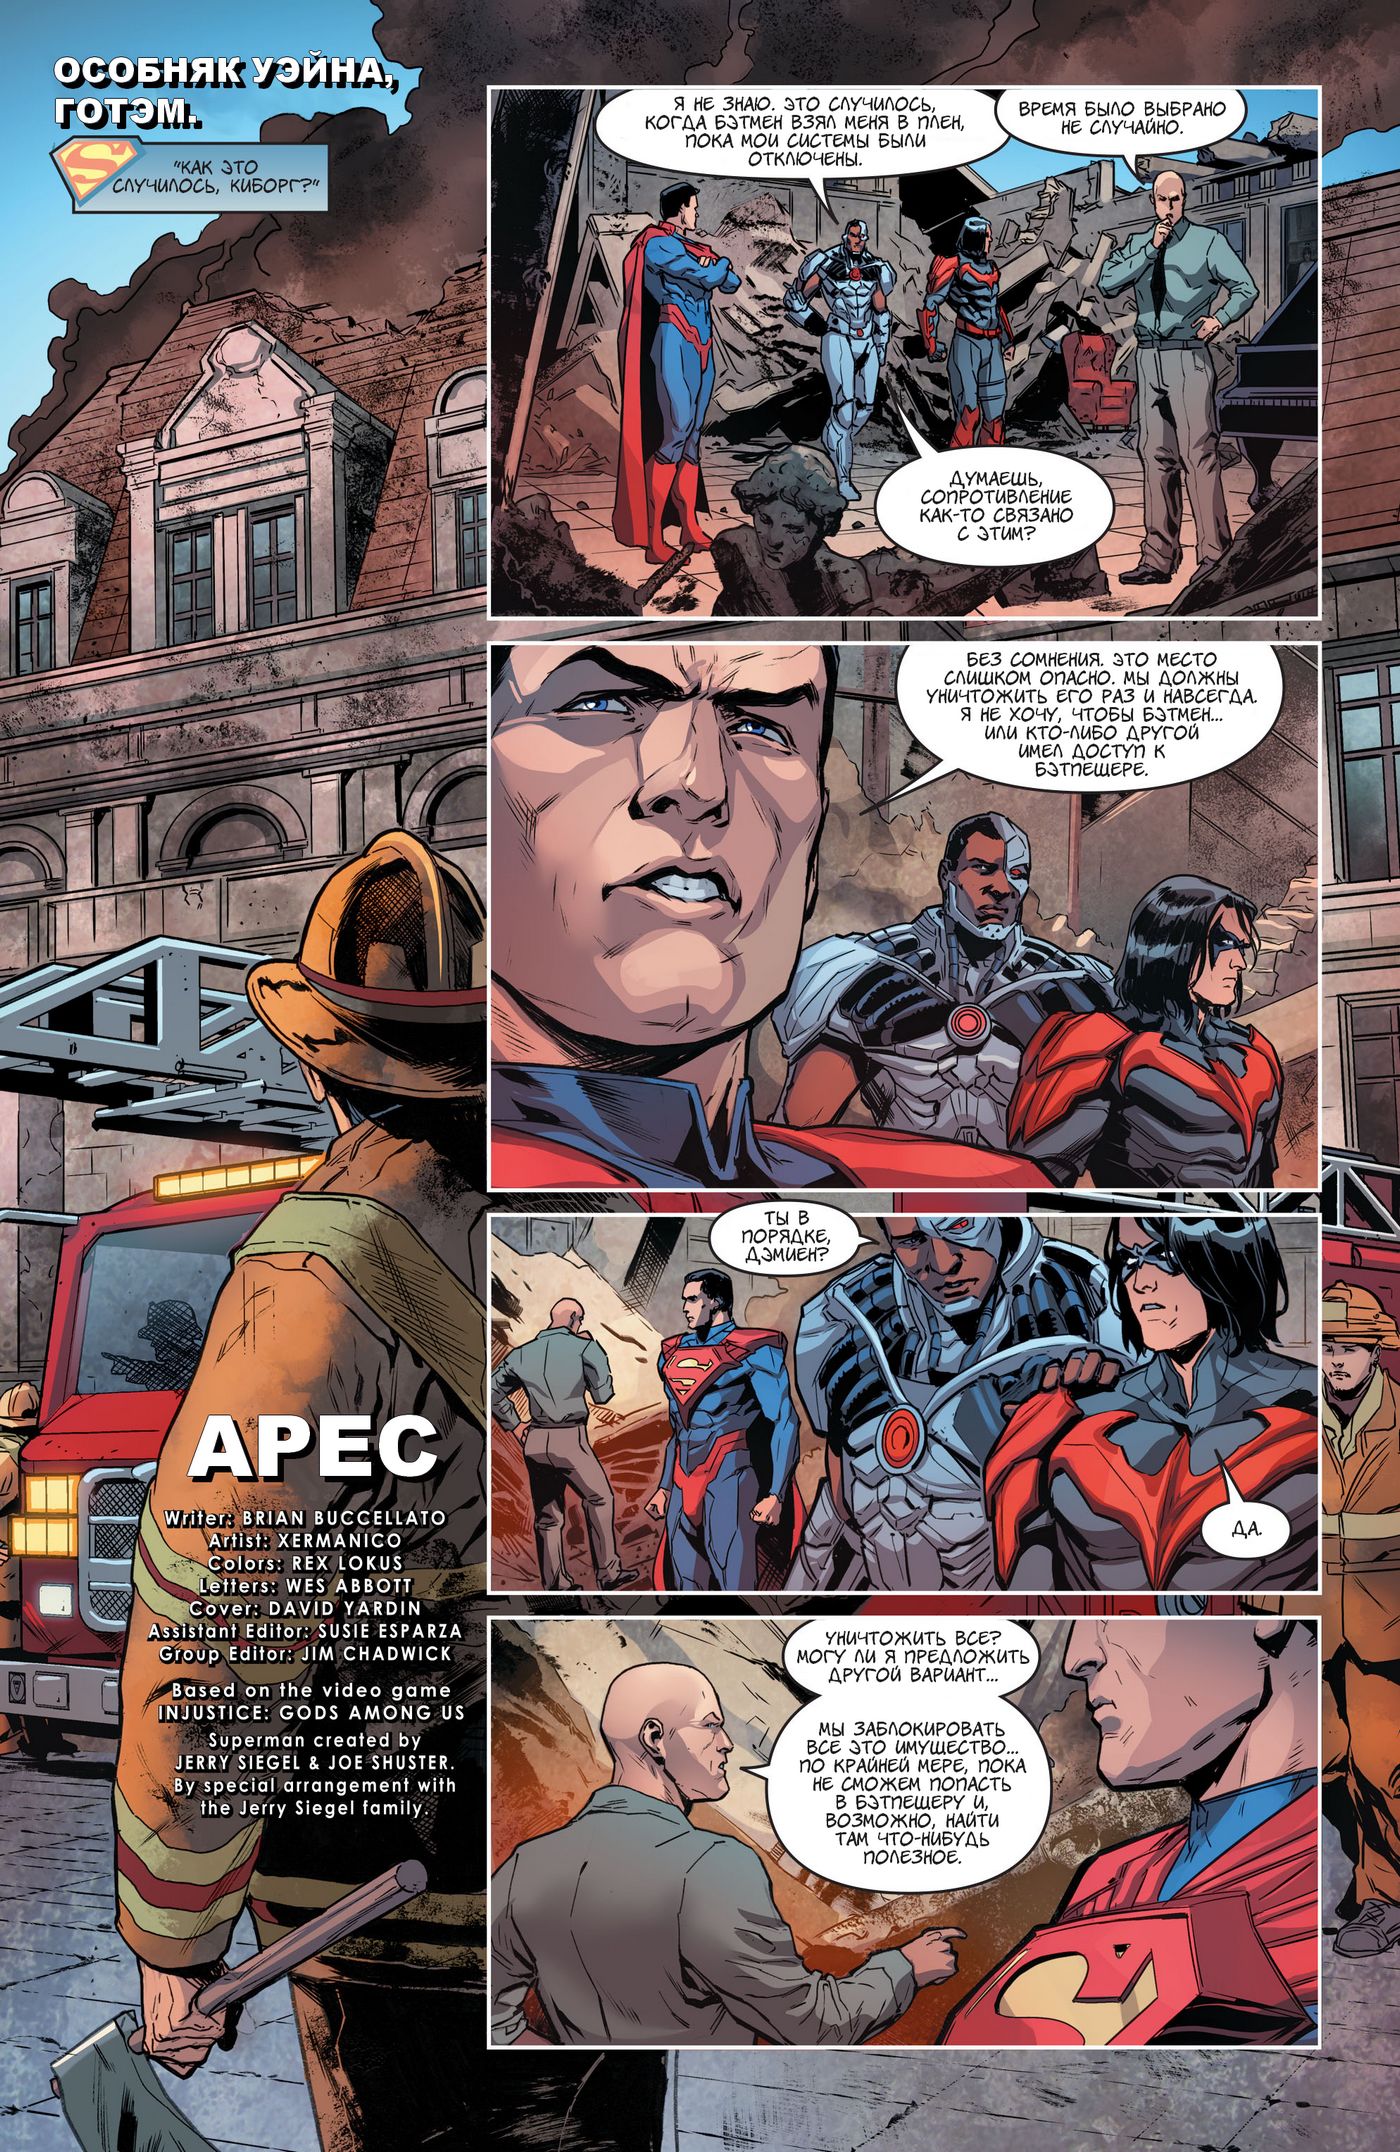 ОСОБНЯК УЭЙНА,
ГОТЭМ.
"КАК ЭТО
СЛУЧИЛОСЬ, КИБОРГ?"
Я НЕ ЗНАЮ. ЭТО СЛУЧИЛОСЬ,
КОГДА БЭТМЕН ВЗЯЛ МЕНЯ В ПЛЕН,
ПОКА МОИ СИСТЕМЫ БЫЛИ
ОТКЛЮЧЕНЫ.
ВРЕМЯ БЫЛО ВЫБРАНО
НЕ СЛУЧАЙНО.
ДУМАЕШЬ,
СОПРОТИВЛЕНИЕ
КАК-ТО СВЯЗАНО
С ЭТИМ?
БЕЗ СОМНЕНИЯ. ЭТО МЕСТО
СЛИШКОМ ОПАСНО. МЫ ДОЛЖНЫ
УНИЧТОЖИТЬ ЕГО РАЗ И НАВСЕГДА.
Я НЕ ХОЧУ, ЧТОБЫ БЭТМЕН...
ИЛИ КТО-ЛИБО ДРУГОЙ
ИМЕЛ ДОСТУП К
БЭТПЕЩЕРЕ.
ТЫ В
ПОРЯДКЕ,
ДЭМИЕН?
ДА.
УНИЧТОЖИТЬ ВСЕ?
МОГУ ЛИ Я ПРЕДЛОЖИТЬ
ДРУГОЙ ВАРИАНТ...
МЫ ЗАБЛОКИРОВАТЬ
ВСЕ ЭТО ИМУЩЕСТВО...
ПО КРАЙНЕЙ МЕРЕ, ПОКА
НЕ СМОЖЕМ ПОПАСТЬ
В БЭТПЕЩЕРУ И,
ВОЗМОЖНО, НАЙТИ
ТАМ ЧТО-НИБУДЬ
ПОЛЕЗНОЕ.
АРЕС
Writer: BRIAN BUCCELLATO
Artist: XERMANICO
Colors: REX LOKUS
Letters: WES ABBOTT
Cover: DAVID YARDIN
Assistant Editor: SUSIE ESPARZA
Group Editor: JIM CHADWICK
Based on the video game
INJUSTICE: GODS AMONG US
Superman created by
JERRY SIEGEL & JOE SHUSTER.
By special arrangement with
the Jerry Siegel family.